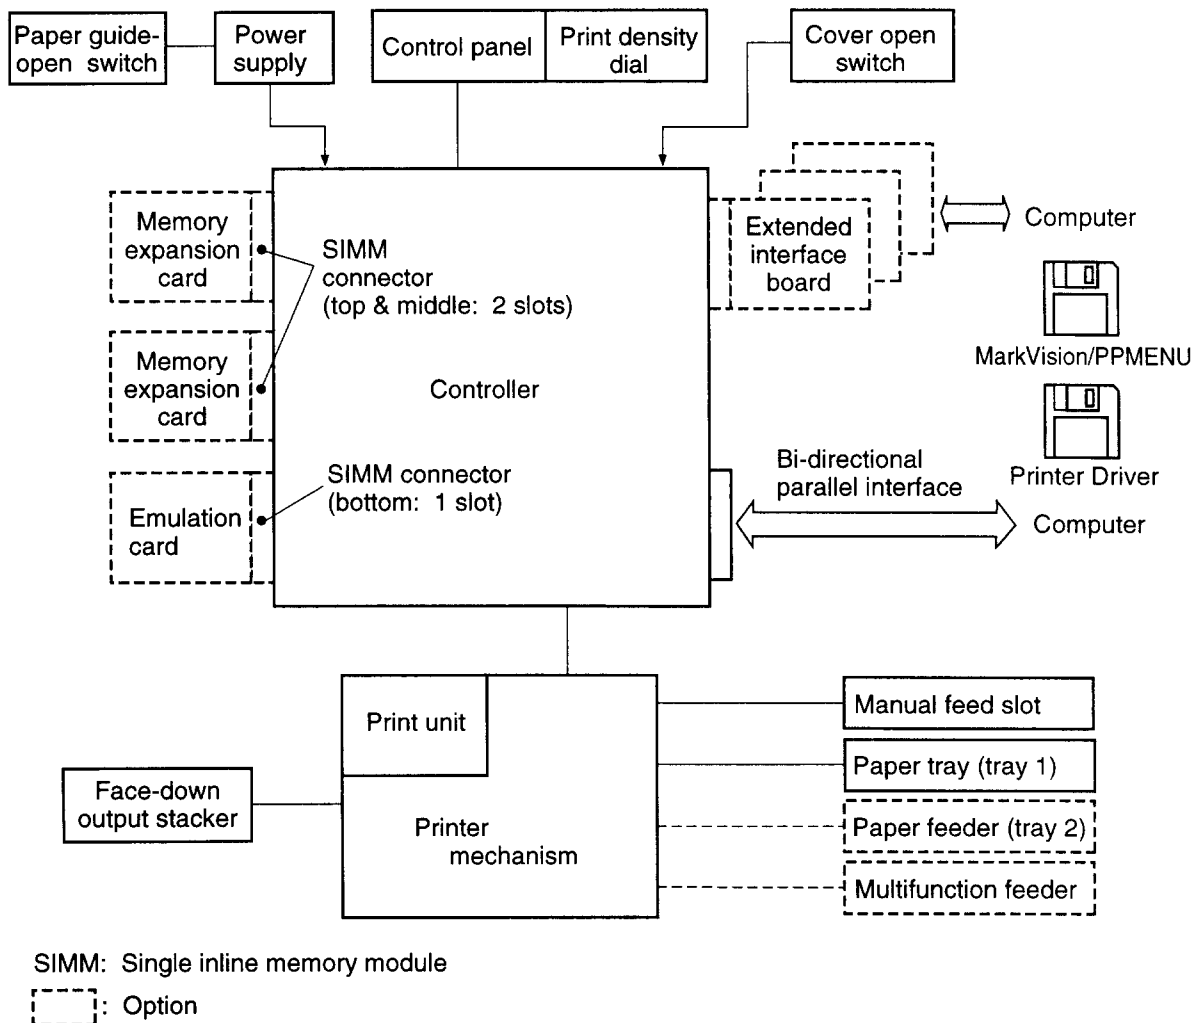 Paper guide-
open switch
Power
supply
Control panel
Print density
dial
Cover open
switch
Memory
expansion
card
SIMM
connector
(top & middle: 2 slots)
Extended
interface
board
Computer
MarkVision/PPMENU
Memory
expansion
card
Controller
Printer Driver
SIMM connector
(bottom: 1 slot)
Emulation
card
Bi-directional
parallel interface
Computer
Print unit
Printer
mechanism
Face-down
output stacker
Manual feed slot
Paper tray (tray 1)
Paper feeder (tray 2)
Multifunction feeder
SIMM: Single inline memory module
: Option